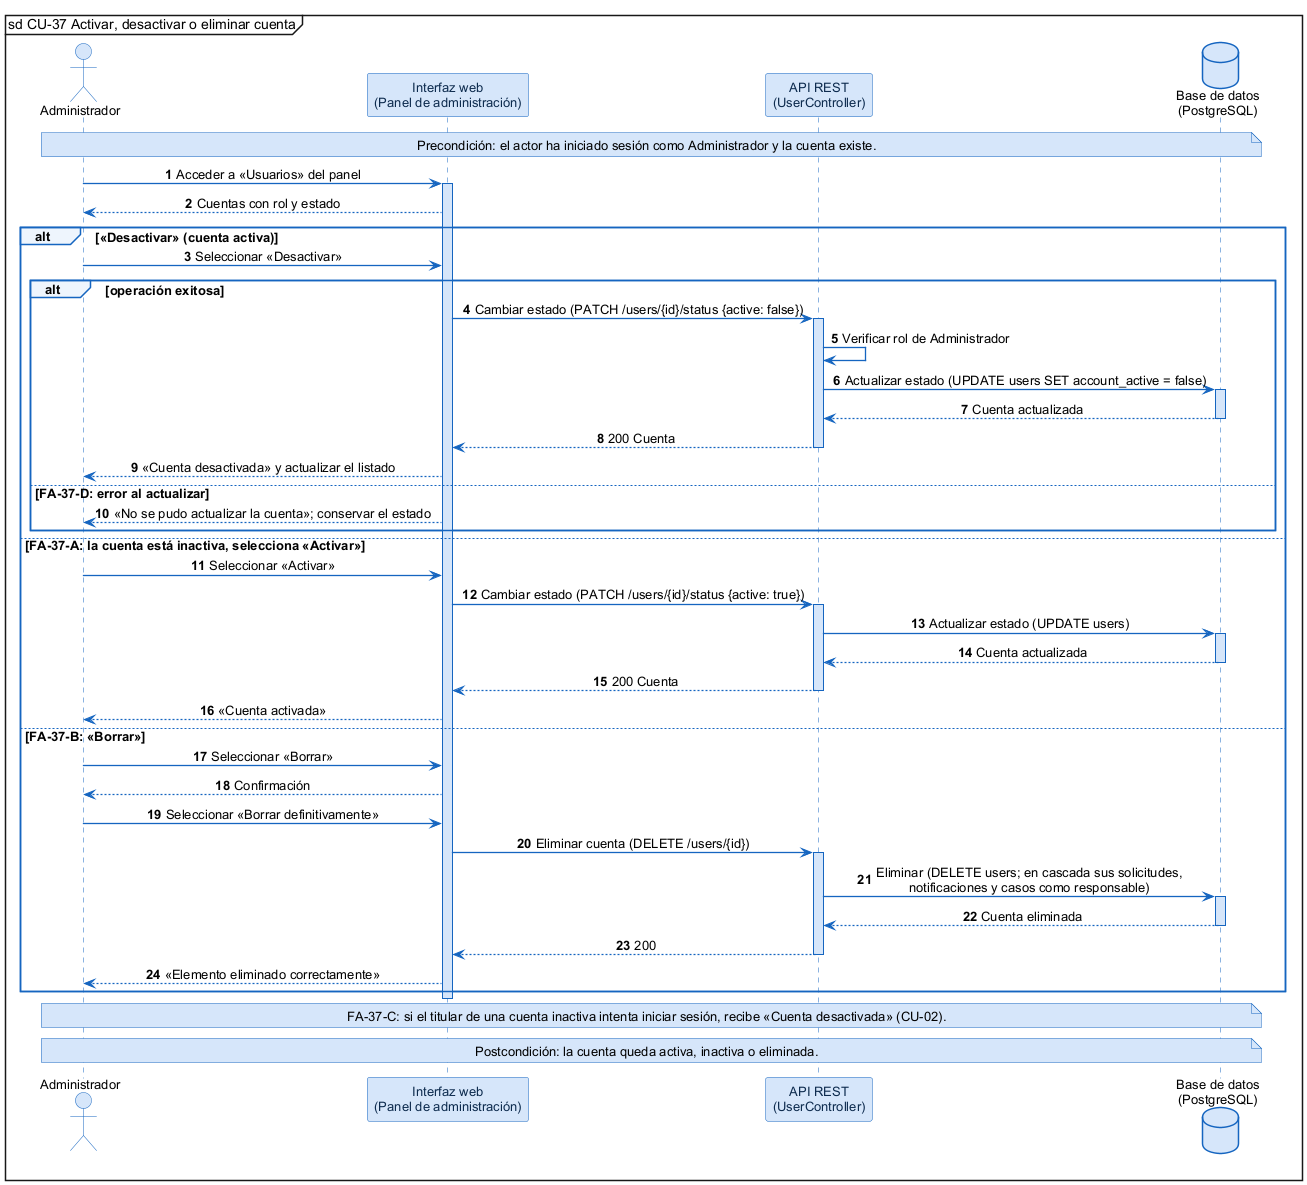 sd CU-37 Activar, desactivar o eliminar cuenta
Administrador
Interfaz web
(Panel de administración)
API REST
(UserController)
Base de datos
(PostgreSQL)
Precondición: el actor ha iniciado sesión como Administrador y la cuenta existe.
1 Acceder a «Usuarios» del panel
2 Cuentas con rol y estado
alt [«Desactivar» (cuenta activa)]
3 Seleccionar «Desactivar»
alt [operación exitosa]
4 Cambiar estado (PATCH /users/{id}/status {active: false})
5 Verificar rol de Administrador
6 Actualizar estado (UPDATE users SET account_active = false)
7 Cuenta actualizada
8 200 Cuenta
9 «Cuenta desactivada» y actualizar el listado
[FA-37-D: error al actualizar]
10 «No se pudo actualizar la cuenta»; conservar el estado
[FA-37-A: la cuenta está inactiva, selecciona «Activar»]
11 Seleccionar «Activar»
12 Cambiar estado (PATCH /users/{id}/status {active: true})
13 Actualizar estado (UPDATE users)
14 Cuenta actualizada
15 200 Cuenta
16 «Cuenta activada»
[FA-37-B: «Borrar»]
17 Seleccionar «Borrar»
18 Confirmación
19 Seleccionar «Borrar definitivamente»
20 Eliminar cuenta (DELETE /users/{id})
21 Eliminar (DELETE users; en cascada sus solicitudes,
notificaciones y casos como responsable)
22 Cuenta eliminada
23 200
24 «Elemento eliminado correctamente»
FA-37-C: si el titular de una cuenta inactiva intenta iniciar sesión, recibe «Cuenta desactivada» (CU-02).
Postcondición: la cuenta queda activa, inactiva o eliminada.
Administrador
Interfaz web
(Panel de administración)
API REST
(UserController)
Base de datos
(PostgreSQL)